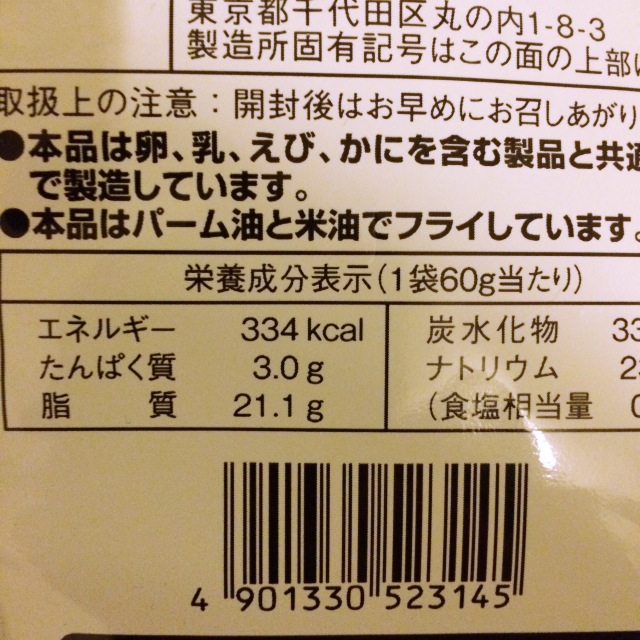 東京都千代田区丸の内1-8-3
製造所固有記号はこの面の上部に
取扱上の注意：開封後はお早めにお召しあがり
●本品は卵、乳、えび、かにを含む製品と共通
で製造しています。
●本品はパーム油と米油でフライしています。
栄養成分表示(1袋60g当たり)
エネルギー 334kcal 炭水化物 33
たんぱく質 3.0g ナトリウム 2
脂質 21.1g (食塩相当量 0
4 901330 523145